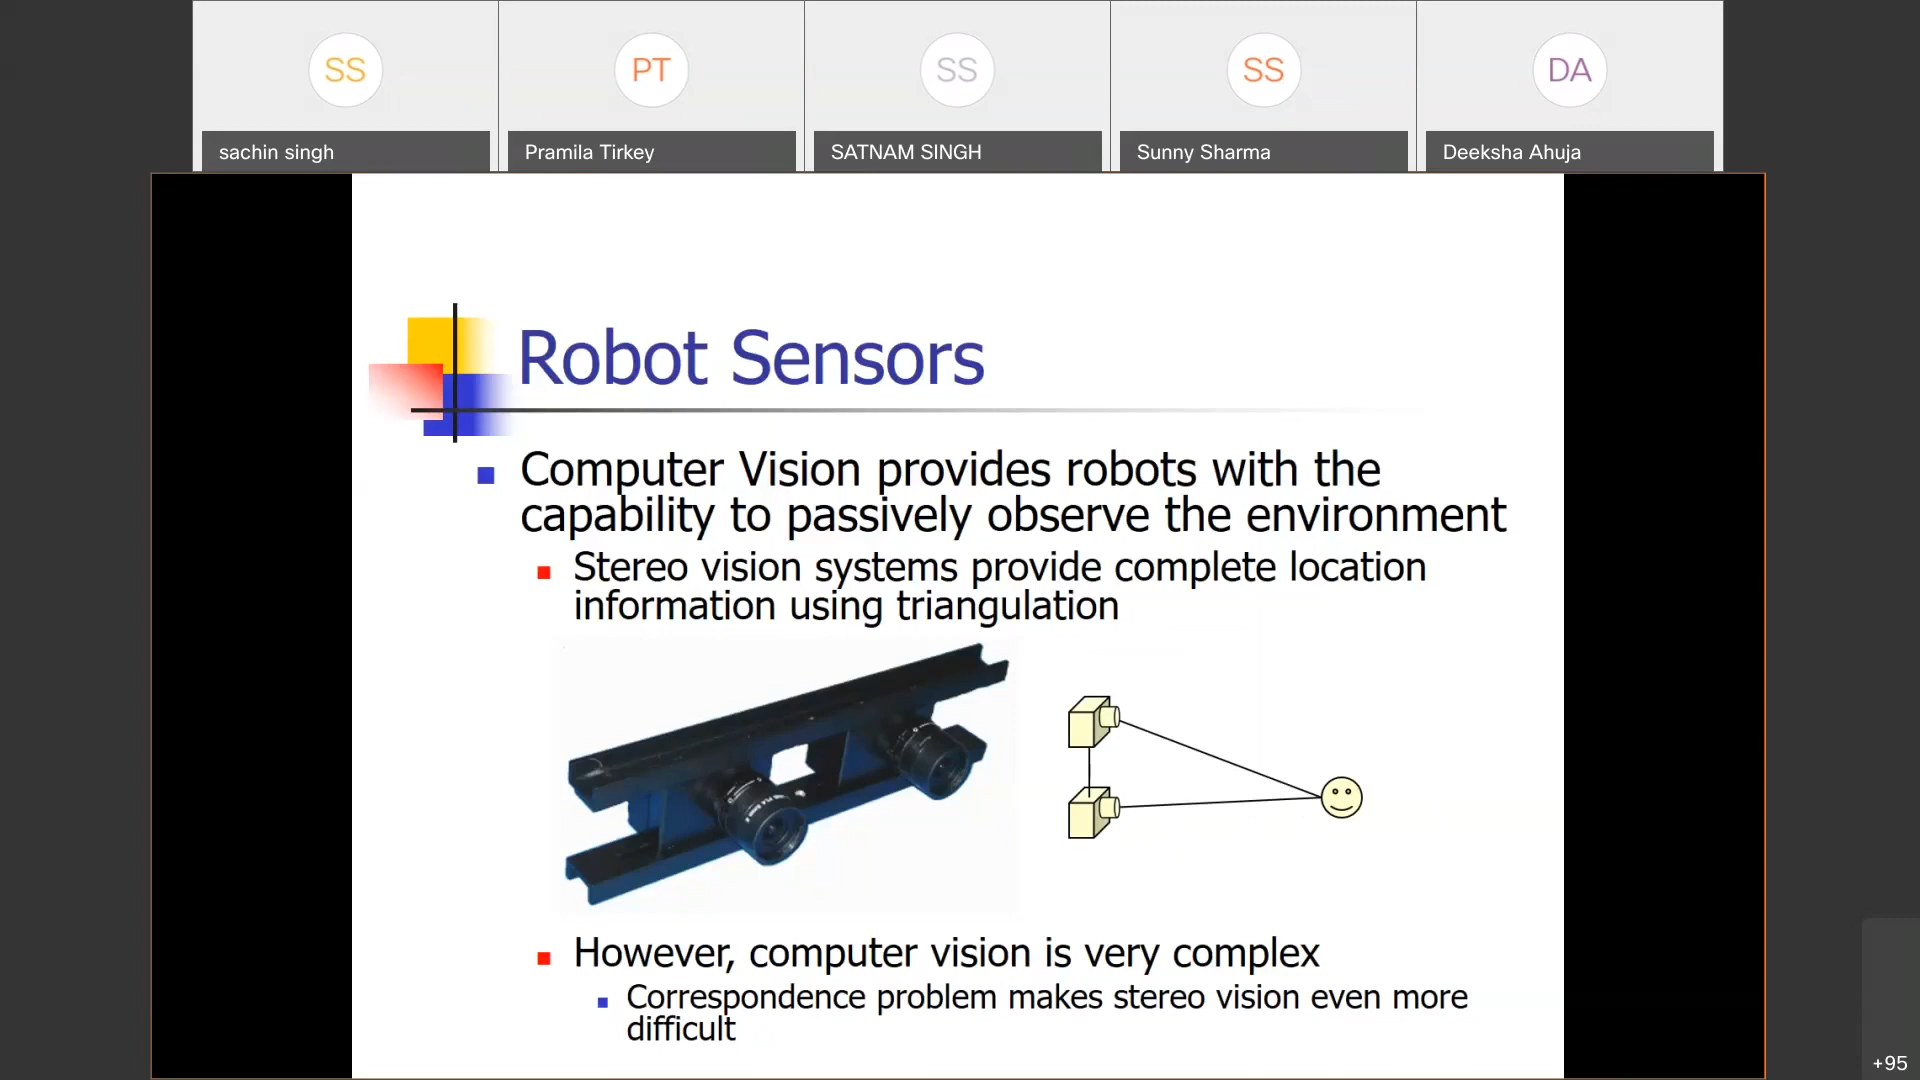 SS
PT
SS
SS
DA
sachin singh
Pramila Tirkey
SATNAM SINGH
Sunny Sharma
Deeksha Ahuja
Robot Sensors
Computer Vision provides robots with the
capability to passively observe the environment
Stereo vision systems provide complete location
information using triangulation
However, computer vision is very complex
Correspondence problem makes stereo vision even more
difficult
+95